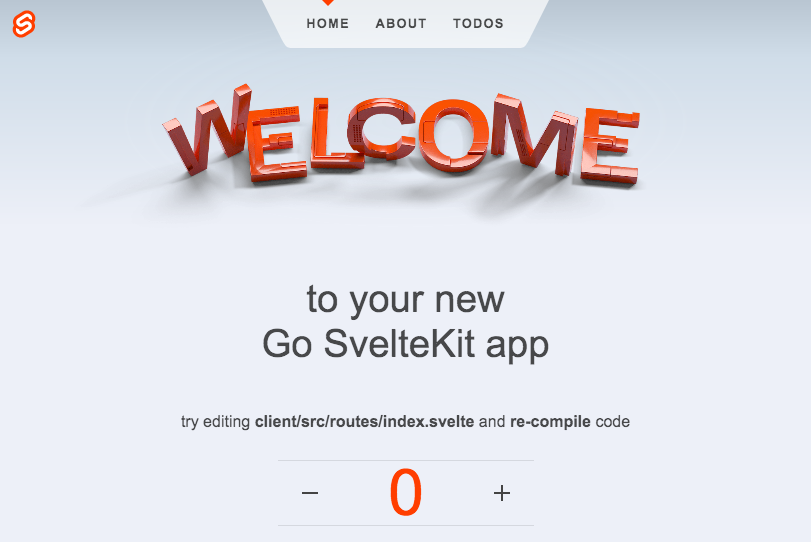 HOME ABOUT TODOS
WELCOME
to your new
Go SvelteKit app
try editing client/src/routes/index.svelte and re-compile code
− 0 +